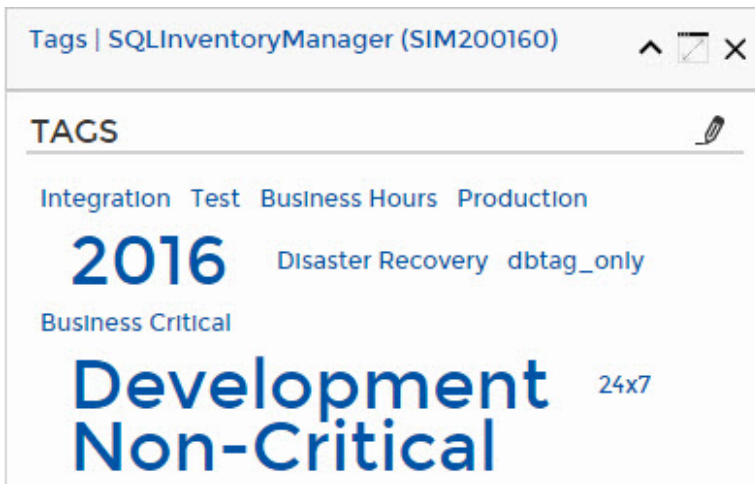 Tags | SQLInventoryManager (SIM200160)
TAGS
Integration Test Business Hours Production
2016 Disaster Recovery dbtag_only
Business Critical
Development 24x7
Non-Critical